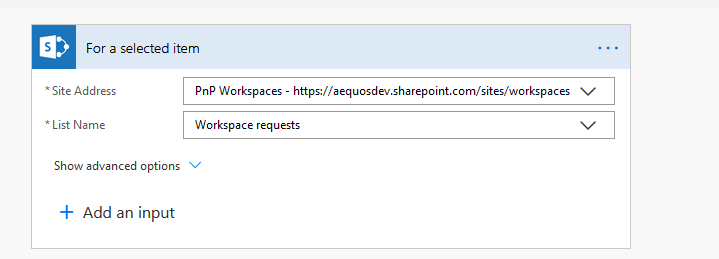 S
For a selected item
* Site Address
PnP Workspaces - https://aequosdev.sharepoint.com/sites/workspaces
* List Name
Workspace requests
Show advanced options
+ Add an input